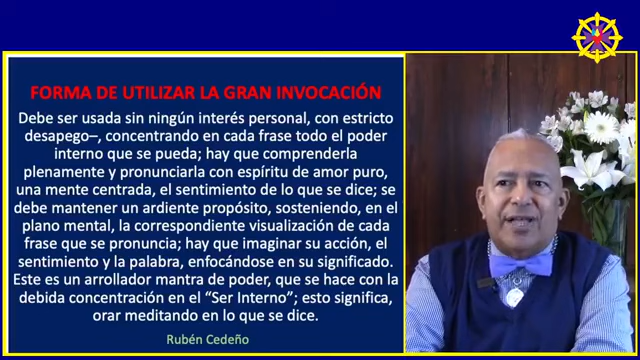 FORMA DE UTILIZAR LA GRAN INVOCACIÓN
Debe ser usada sin ningún interés personal, con estricto
desapego–, concentrando en cada frase todo el poder
interno que se pueda; hay que comprenderla
plenamente y pronunciarla con espíritu de amor puro,
una mente centrada, el sentimiento de lo que se dice; se
debe mantener un ardiente propósito, sosteniendo, en el
plano mental, la correspondiente visualización de cada
frase que se pronuncia; hay que imaginar su acción, el
sentimiento y la palabra, enfocándose en su significado.
Este es un arrollador mantra de poder, que se hace con la
debida concentración en el “Ser Interno”; esto significa,
orar meditando en lo que se dice.
Rubén Cedeño